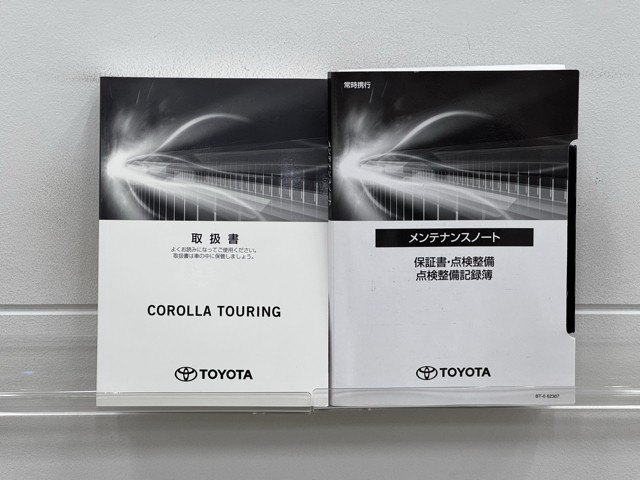 取扱書
よくお読みになってご使用ください。
取扱書は車の中に保管しましょう。
COROLLA TOURING
TOYOTA
常時携行
メンテナンスノート
保証書・点検整備
点検整備記録簿
TOYOTA